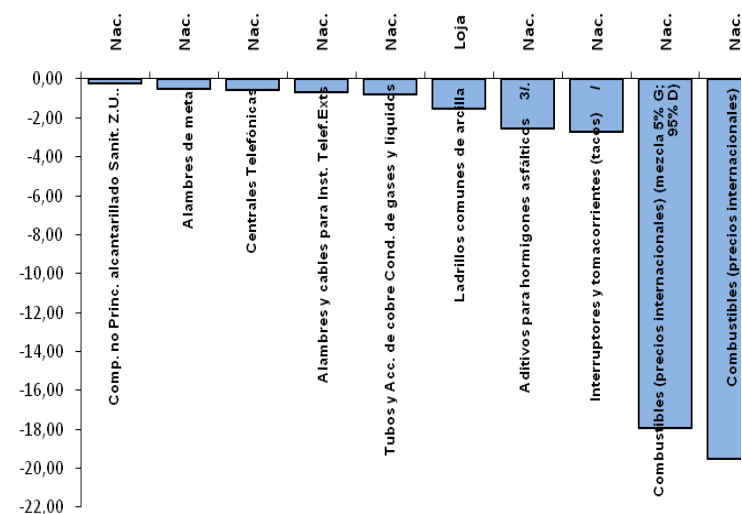 Nac.
Nac.
Nac.
Nac.
Nac.
Loja
Nac.
Nac.
Nac.
Nac.
0,00
-2,00
-4,00
-6,00
-8,00
-10,00
-12,00
-14,00
-16,00
-18,00
-20,00
-22,00
Comp. no Princ. alcantarillado Sanit. Z.U..
Alambres de meta
Centrales Telefónicas
Alambres y cables para Inst. Telef.Exts
Tubos y Acc. de cobre Cond. de gases y líquidos
Ladrillos comunes de arcilla
Aditivos para hormigones asfálticos 3/.
Interruptores y tomacorrientes (tacos) /
Combustibles (precios internacionales) (mezcla 5% G;
95% D)
Combustibles (precios internacionales)